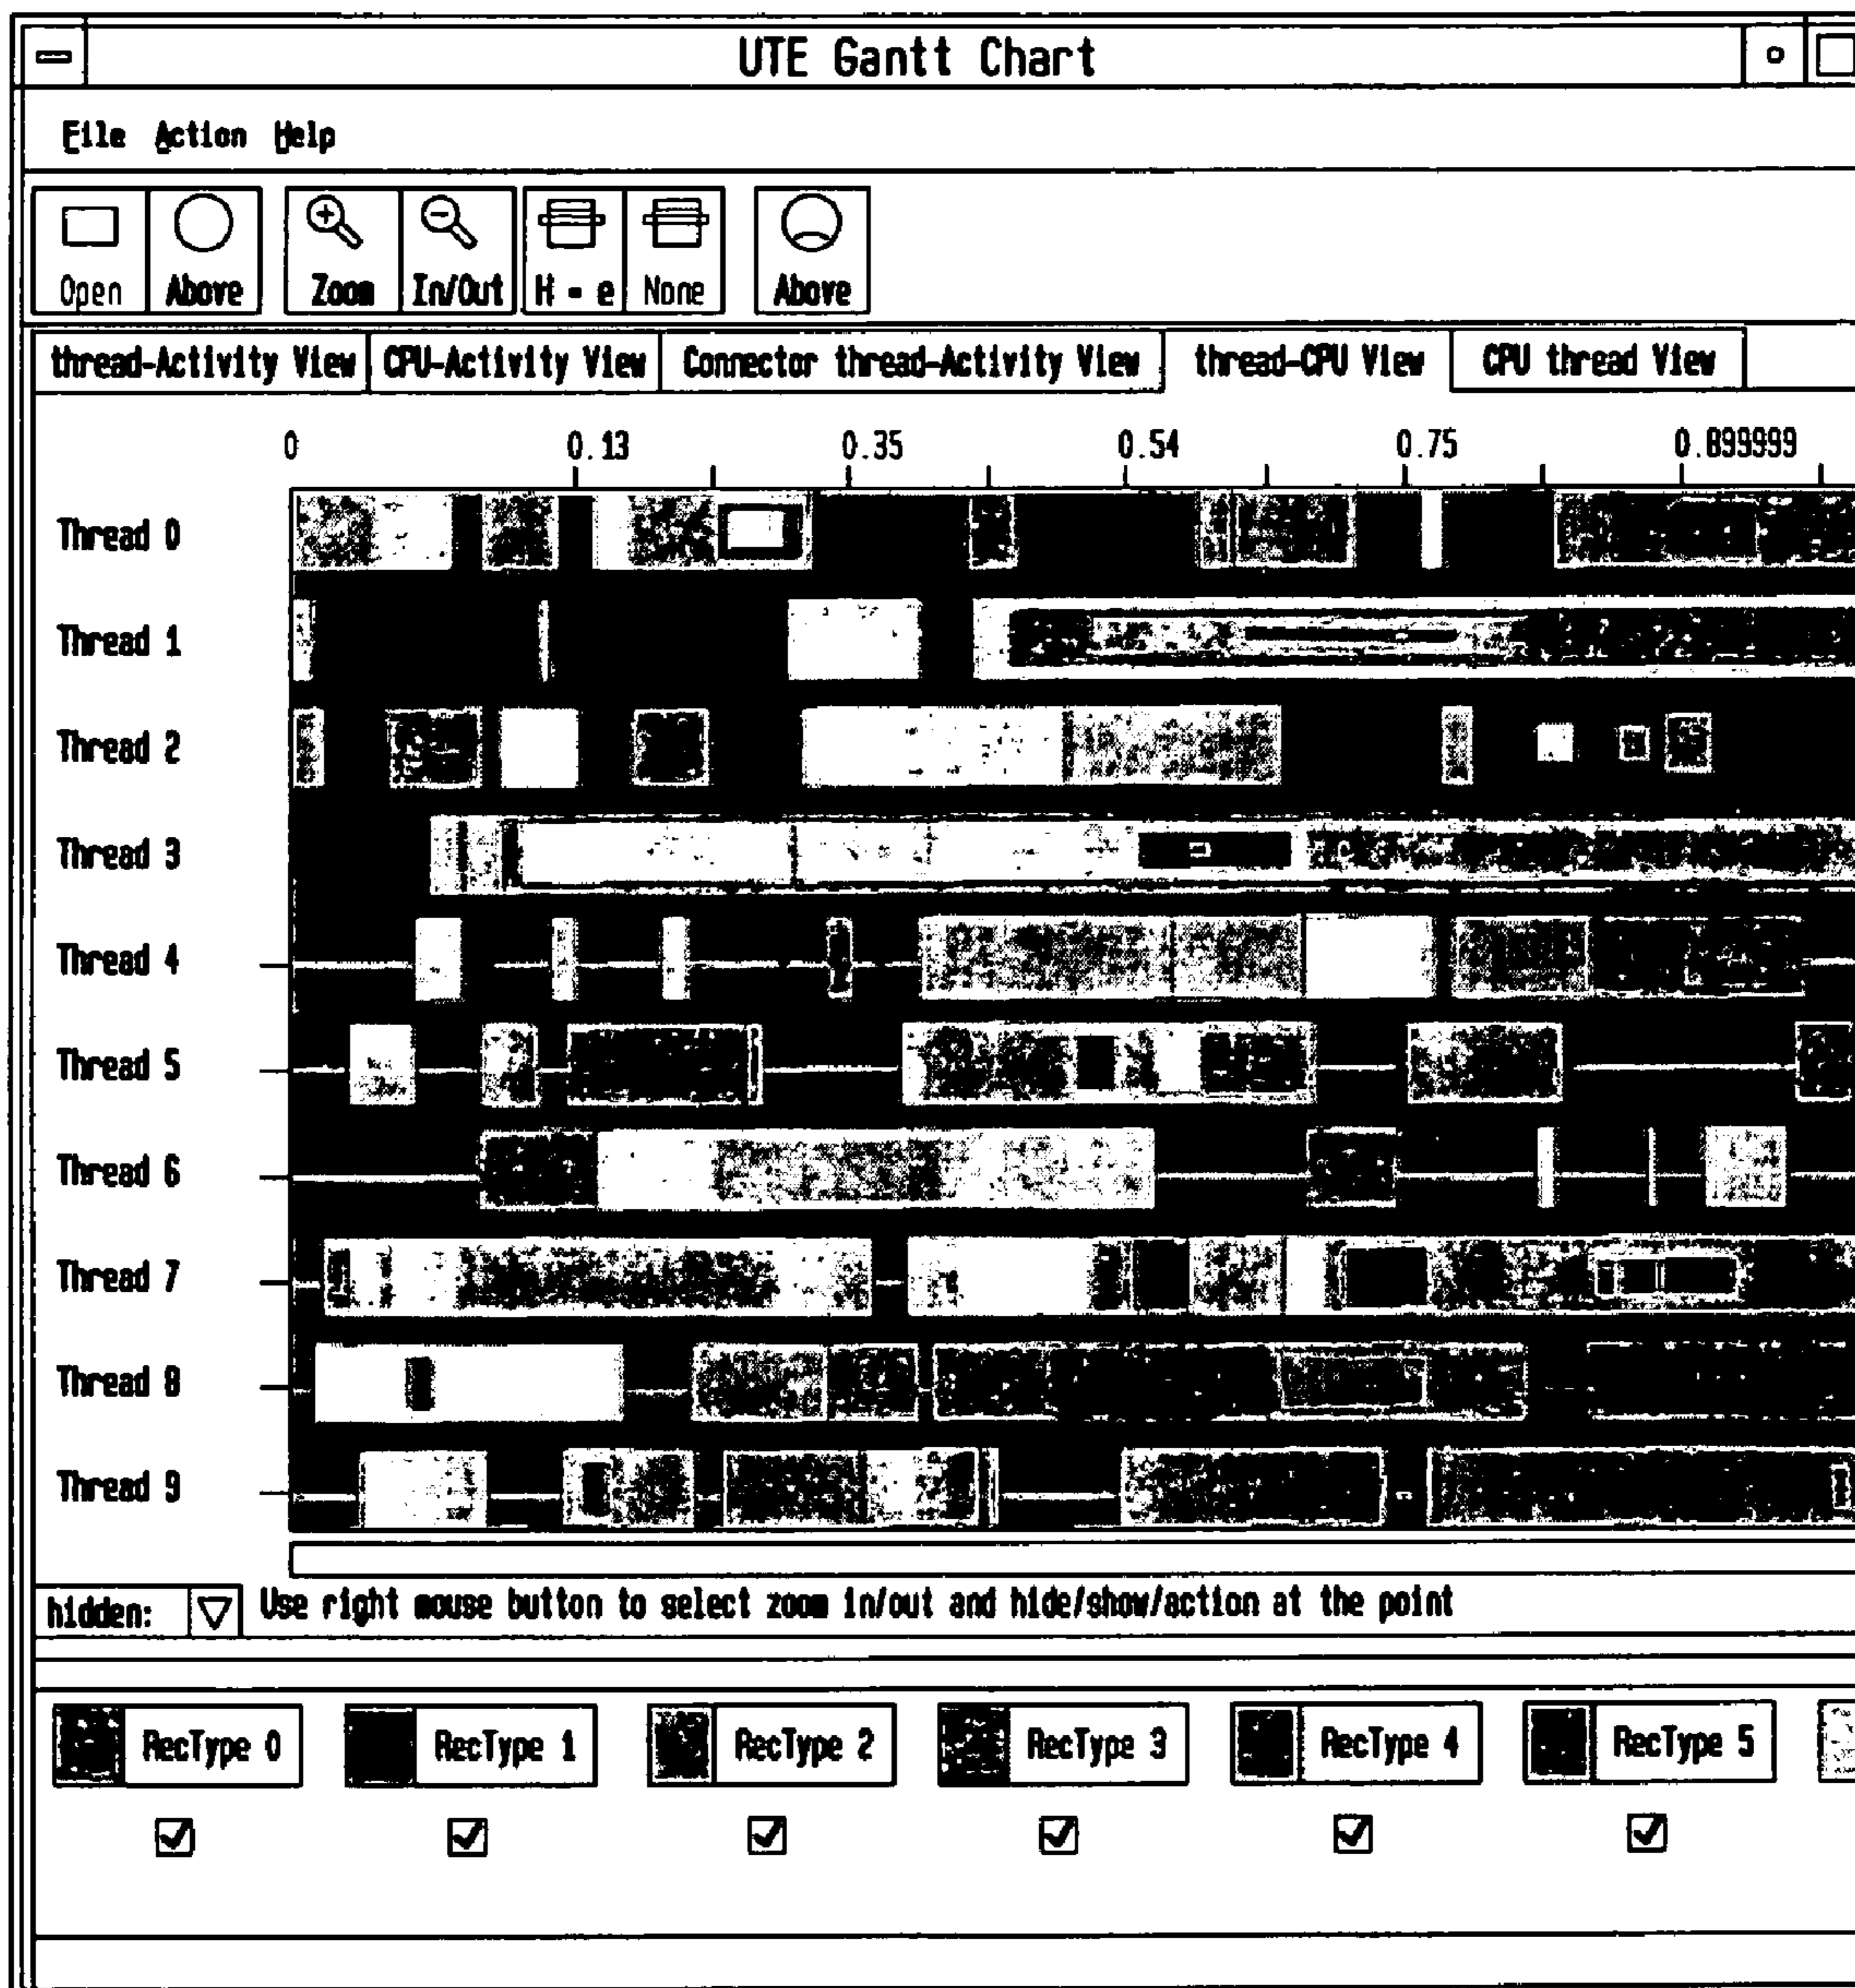 UTE Gantt Chart
File Action Help
Open Above Zoom In/Out H - e None Above
thread-Activity View CPU-Activity View Connector thread-Activity View thread-CPU View CPU thread View
0 0.13 0.35 0.54 0.75 0.899999
Thread 0
Thread 1
Thread 2
Thread 3
Thread 4
Thread 5
Thread 6
Thread 7
Thread 8
Thread 9
hidden: Use right mouse button to select zoom in/out and hide/show/action at the point
RecType 0 RecType 1 RecType 2 RecType 3 RecType 4 RecType 5